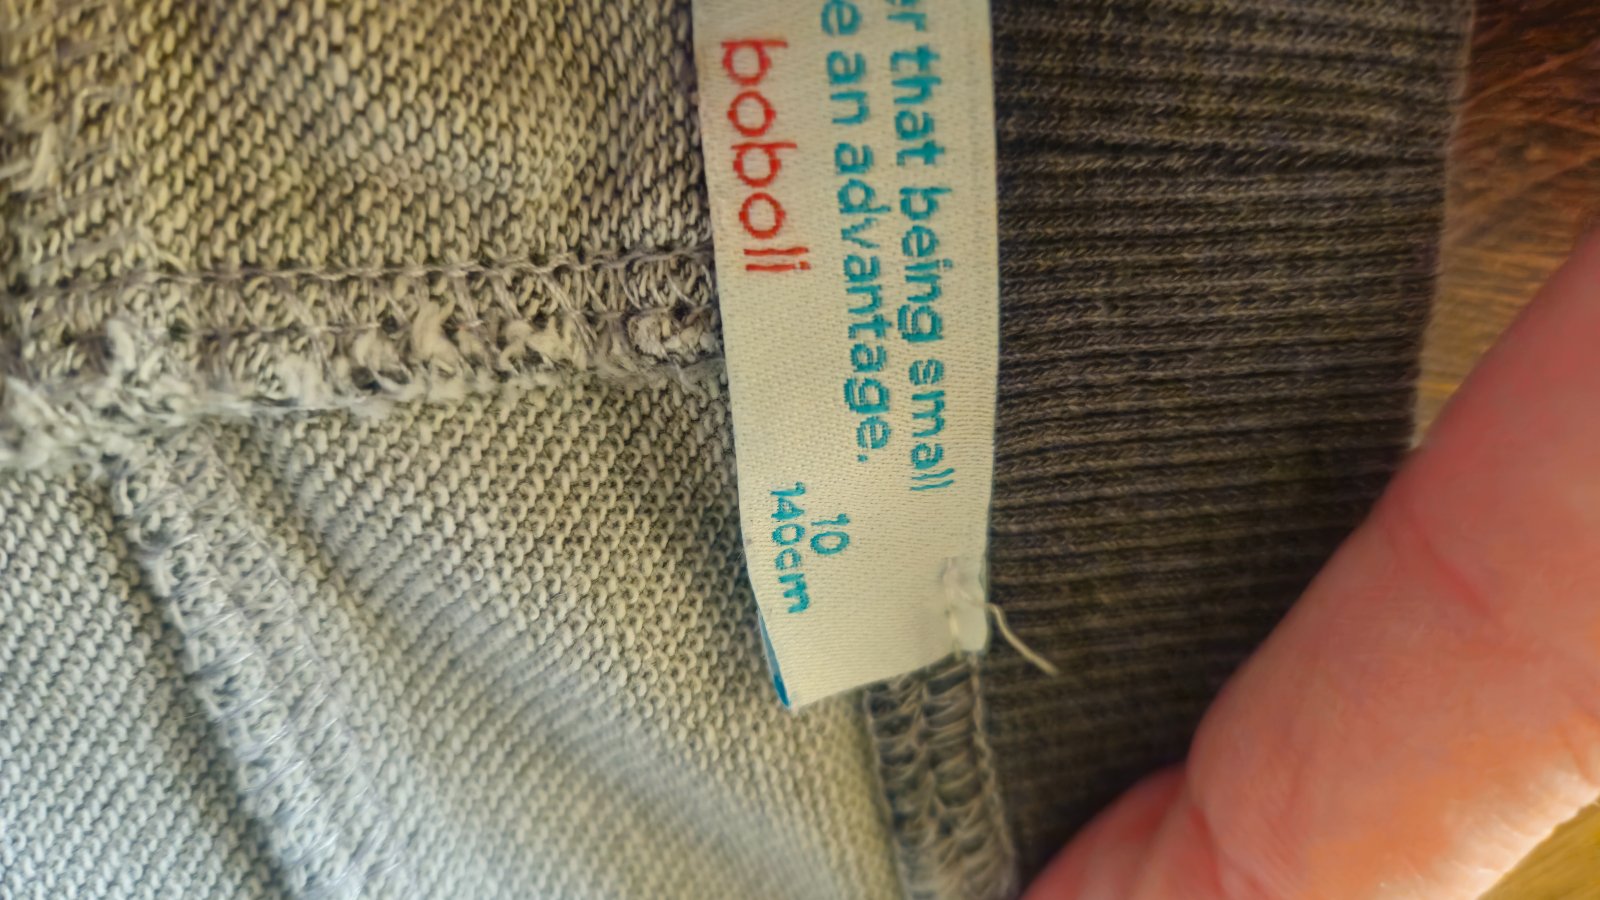 that being small
an advantage.
boboli
10
140cm